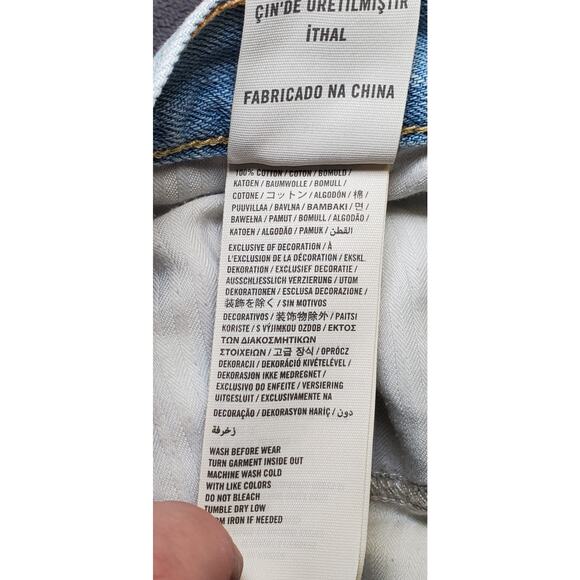 ÇİN'DE ÜRETİLMİŞTİR
İTHAL
FABRICADO NA CHINA
100% COTTON / COTON / BOMULD /
KATOEN / BAUMWOLLE / BOMULL /
COTONE / コットン / ALGODÓN / 棉 /
PUUVILLAA / BAVLNA / ΒΑΜΒΑΚΙ / 면 /
BAWEŁNA / PAMUT / BOMULL / ALGODÃO /
KATOEN / ALGODÃO / PAMUK / القطن
EXCLUSIVE OF DECORATION / À
L'EXCLUSION DE LA DÉCORATION / EKSKL.
DEKORATION / EXCLUSIEF DECORATIE /
AUSSCHLIESSLICH VERZIERUNG / UTOM
DEKORATIONEN / ESCLUSA DECORAZIONE /
装飾を除く / SIN MOTIVOS
DECORATIVOS / 装饰物除外 / PAITSI
KORISTE / S VÝJIMKOU OZDOB / ΕΚΤΟΣ
ΤΩΝ ΔΙΑΚΟΣΜΗΤΙΚΩΝ
ΣΤΟΙΧΕΙΩΝ / 고급 장식 / OPRÓCZ
DEKORACJI / DEKORÁCIÓ KIVÉTELÉVEL /
DEKORASJON IKKE MEDREGNET /
EXCLUSIVO DO ENFEITE / VERSIERING
UITGESLUIT / EXCLUSIVAMENTE NA
DECORAÇÃO / DEKORASYON HARİÇ / دون
زخرفة
WASH BEFORE WEAR
TURN GARMENT INSIDE OUT
MACHINE WASH COLD
WITH LIKE COLORS
DO NOT BLEACH
TUMBLE DRY LOW
IRON IF NEEDED